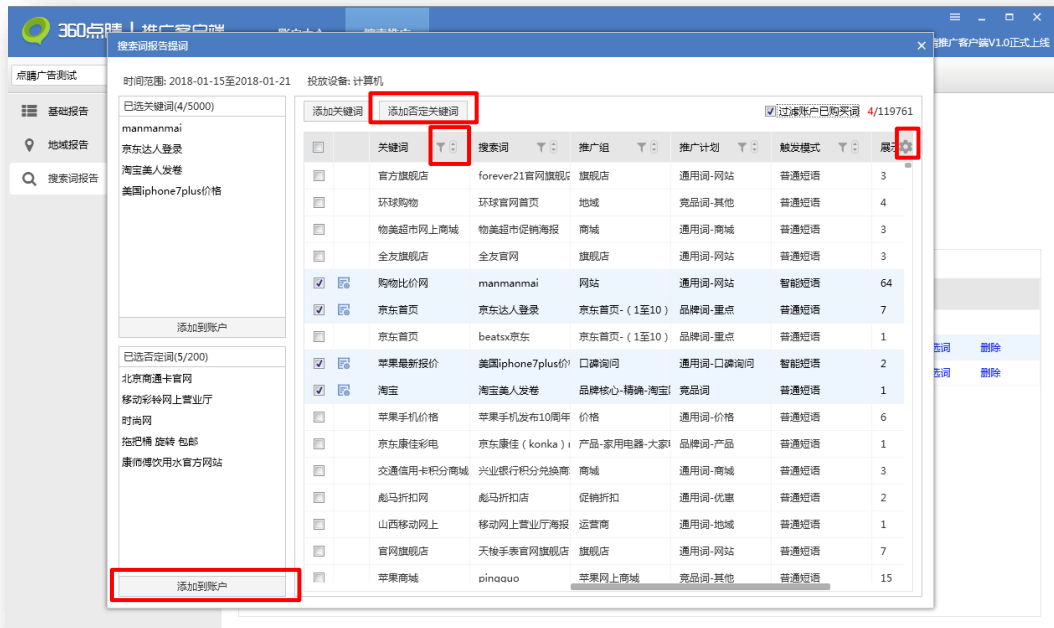 360点睛 推广客户端
账户中心 搜索推广
推广客户端V1.0正式上线
搜索词报告提词
点睛广告测试
时间范围: 2018-01-15至2018-01-21 投放设备: 计算机
基础报告
地域报告
搜索词报告
已选关键词(4/5000)
manmanmai
京东达人登录
淘宝美人发卷
美国iphone7plus价格
添加到账户
已选否定词(5/200)
北京商通卡官网
移动彩铃网上营业厅
时尚网
拖把桶 旋转 包邮
康师傅饮用水官方网站
添加到账户
添加关键词 添加否定关键词 过滤账户已购买词 4/119761
关键词 搜索词 推广组 推广计划 触发模式 展示
官方旗舰店 forever21官网旗舰店 旗舰店 通用词-网站 普通短语 3
环球购物 环球官网首页 地域 竞品词-其他 普通短语 4
物美超市网上商城 物美超市促销海报 商城 通用词-商城 普通短语 3
全友旗舰店 全友官网 旗舰店 通用词-网站 普通短语 3
购物比价网 manmanmai 网站 通用词-网站 智能短语 64
京东首页 京东达人登录 京东首页-（1至10） 品牌词-重点 普通短语 7
京东首页 beatsx京东 京东首页-（1至10） 品牌词-重点 普通短语 1
苹果最新报价 美国iphone7plus价 口碑询问 通用词-口碑询问 智能短语 2
淘宝 淘宝美人发卷 品牌核心-精确-淘宝 竞品词 普通短语 1
苹果手机价格 苹果手机发布10周年 价格 通用词-价格 普通短语 6
京东康佳彩电 京东康佳（konka） 产品-家用电器-大家 品牌词-产品 普通短语 1
交通信用卡积分商城 兴业银行积分兑换商 商城 通用词-商城 普通短语 3
彪马折扣网 彪马折扣店 促销折扣 通用词-优惠 普通短语 2
山西移动网上 移动网上营业厅海报 运营商 通用词-地域 普通短语 1
官网旗舰店 天梭手表官网旗舰店 旗舰店 通用词-网站 普通短语 7
苹果商城 pingguo 苹果网上商城 竞品词-其他 普通短语 15
选词 删除
选词 删除